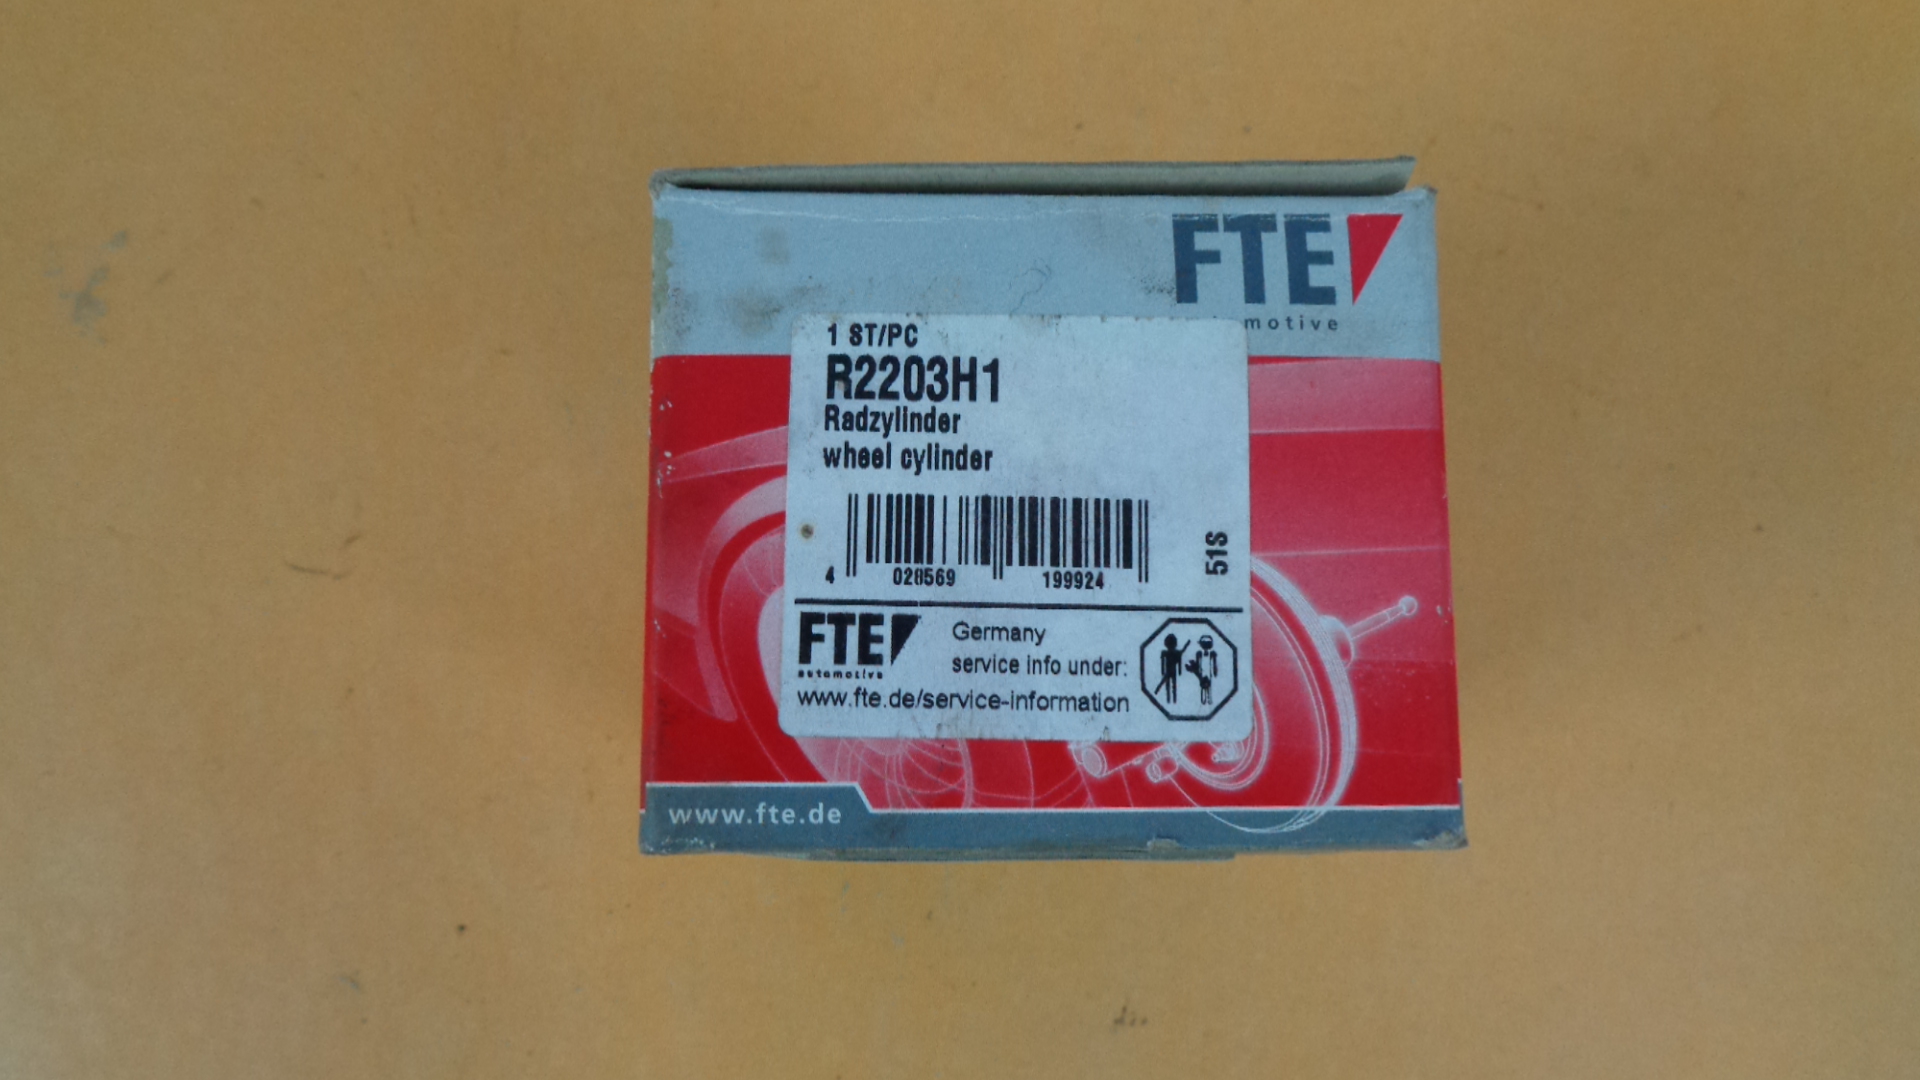 FTE
motive
1 ST/PC
R2203H1
Radzylinder
wheel cylinder
51S
4 028569 199924
FTE
automotive
Germany
service info under:
www.fte.de/service-information
www.fte.de